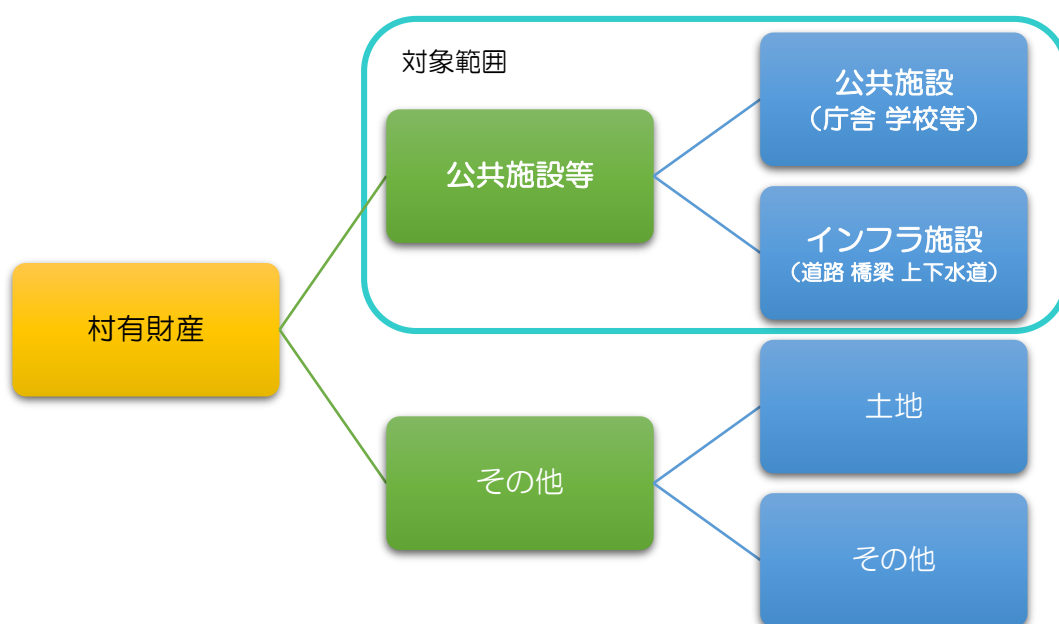 対象範囲
公共施設
（庁舎 学校等）
公共施設等
インフラ施設
（道路 橋梁 上下水道）
村有財産
土地
その他
その他